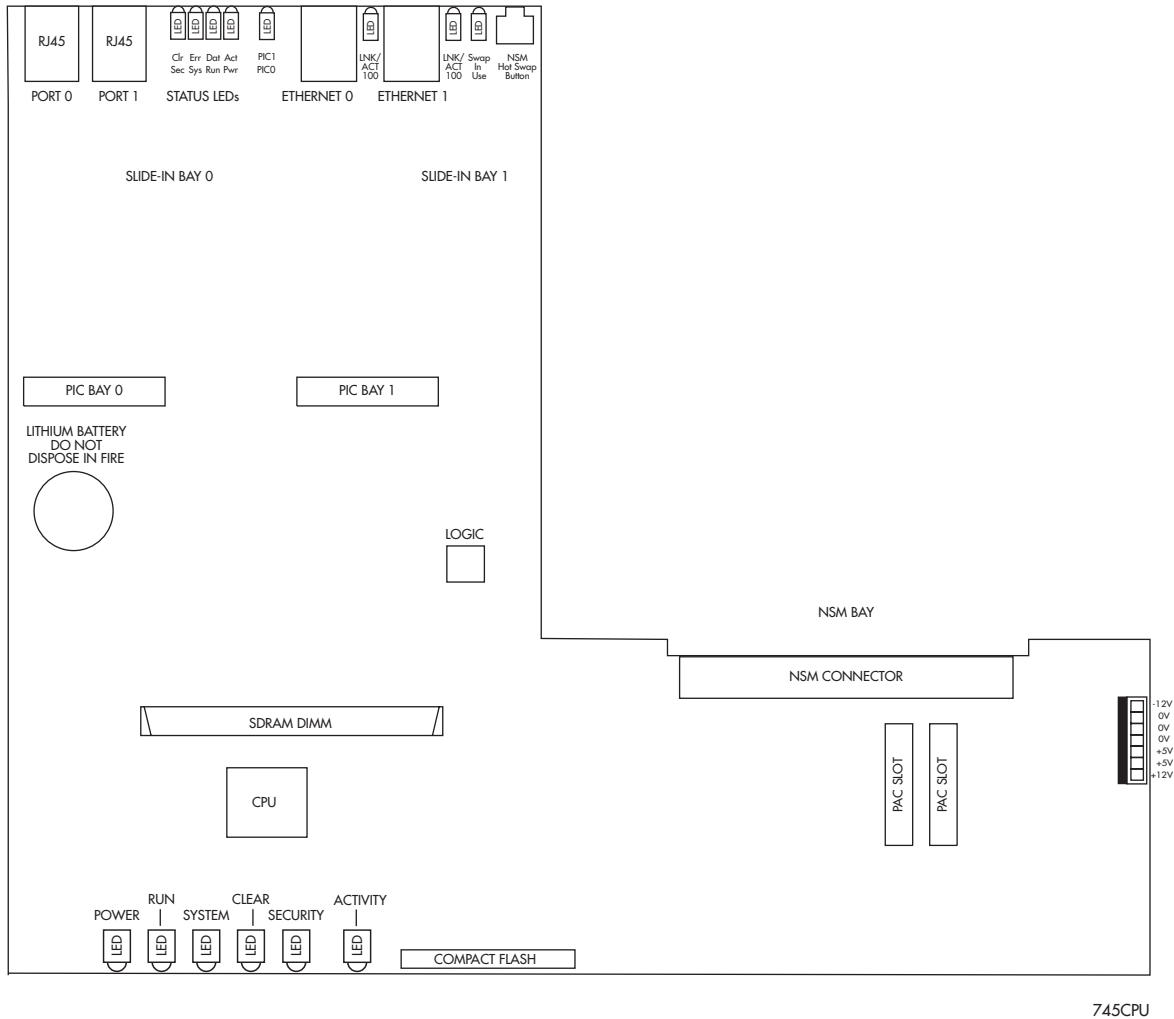 RJ45
RJ45
LED
LED
LED
LED
LED
LED
LED
LED
Clr Err Dat Act
Sec Sys Run Pwr
PIC1
PIC0
LNK/
ACT
100
LNK/
ACT
100
Swap
In
Use
NSM
Hot Swap
Button
PORT 0
PORT 1
STATUS LEDs
ETHERNET 0
ETHERNET 1
SLIDE-IN BAY 0
SLIDE-IN BAY 1
PIC BAY 0
PIC BAY 1
LITHIUM BATTERY
DO NOT
DISPOSE IN FIRE
LOGIC
NSM BAY
NSM CONNECTOR
SDRAM DIMM
-12V
0V
0V
0V
+5V
+5V
+12V
PAC SLOT
PAC SLOT
CPU
RUN
CLEAR
ACTIVITY
POWER
SYSTEM
SECURITY
LED
LED
LED
LED
LED
LED
COMPACT FLASH
745CPU